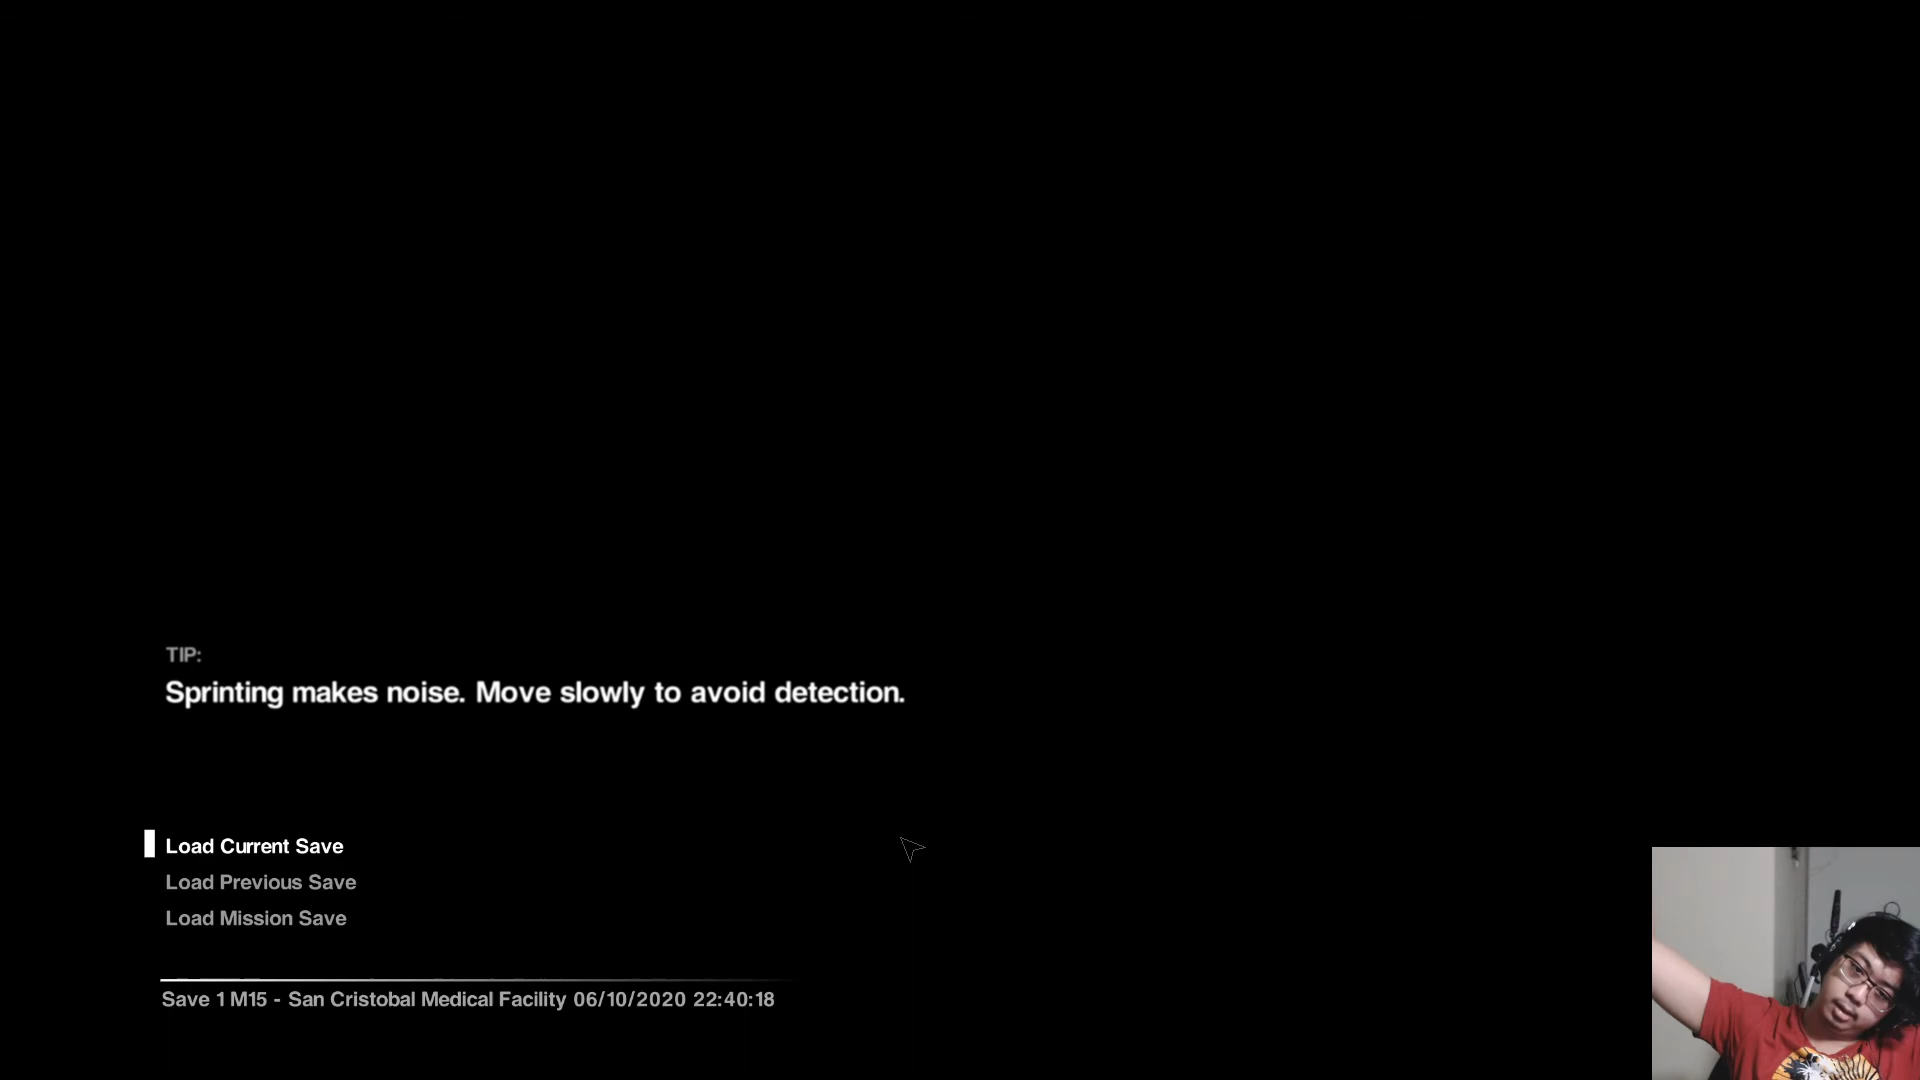 TIP:
Sprinting makes noise. Move slowly to avoid detection.
Load Current Save
Load Previous Save
Load Mission Save
Save 1 M15 - San Cristobal Medical Facility 06/10/2020 22:40:18